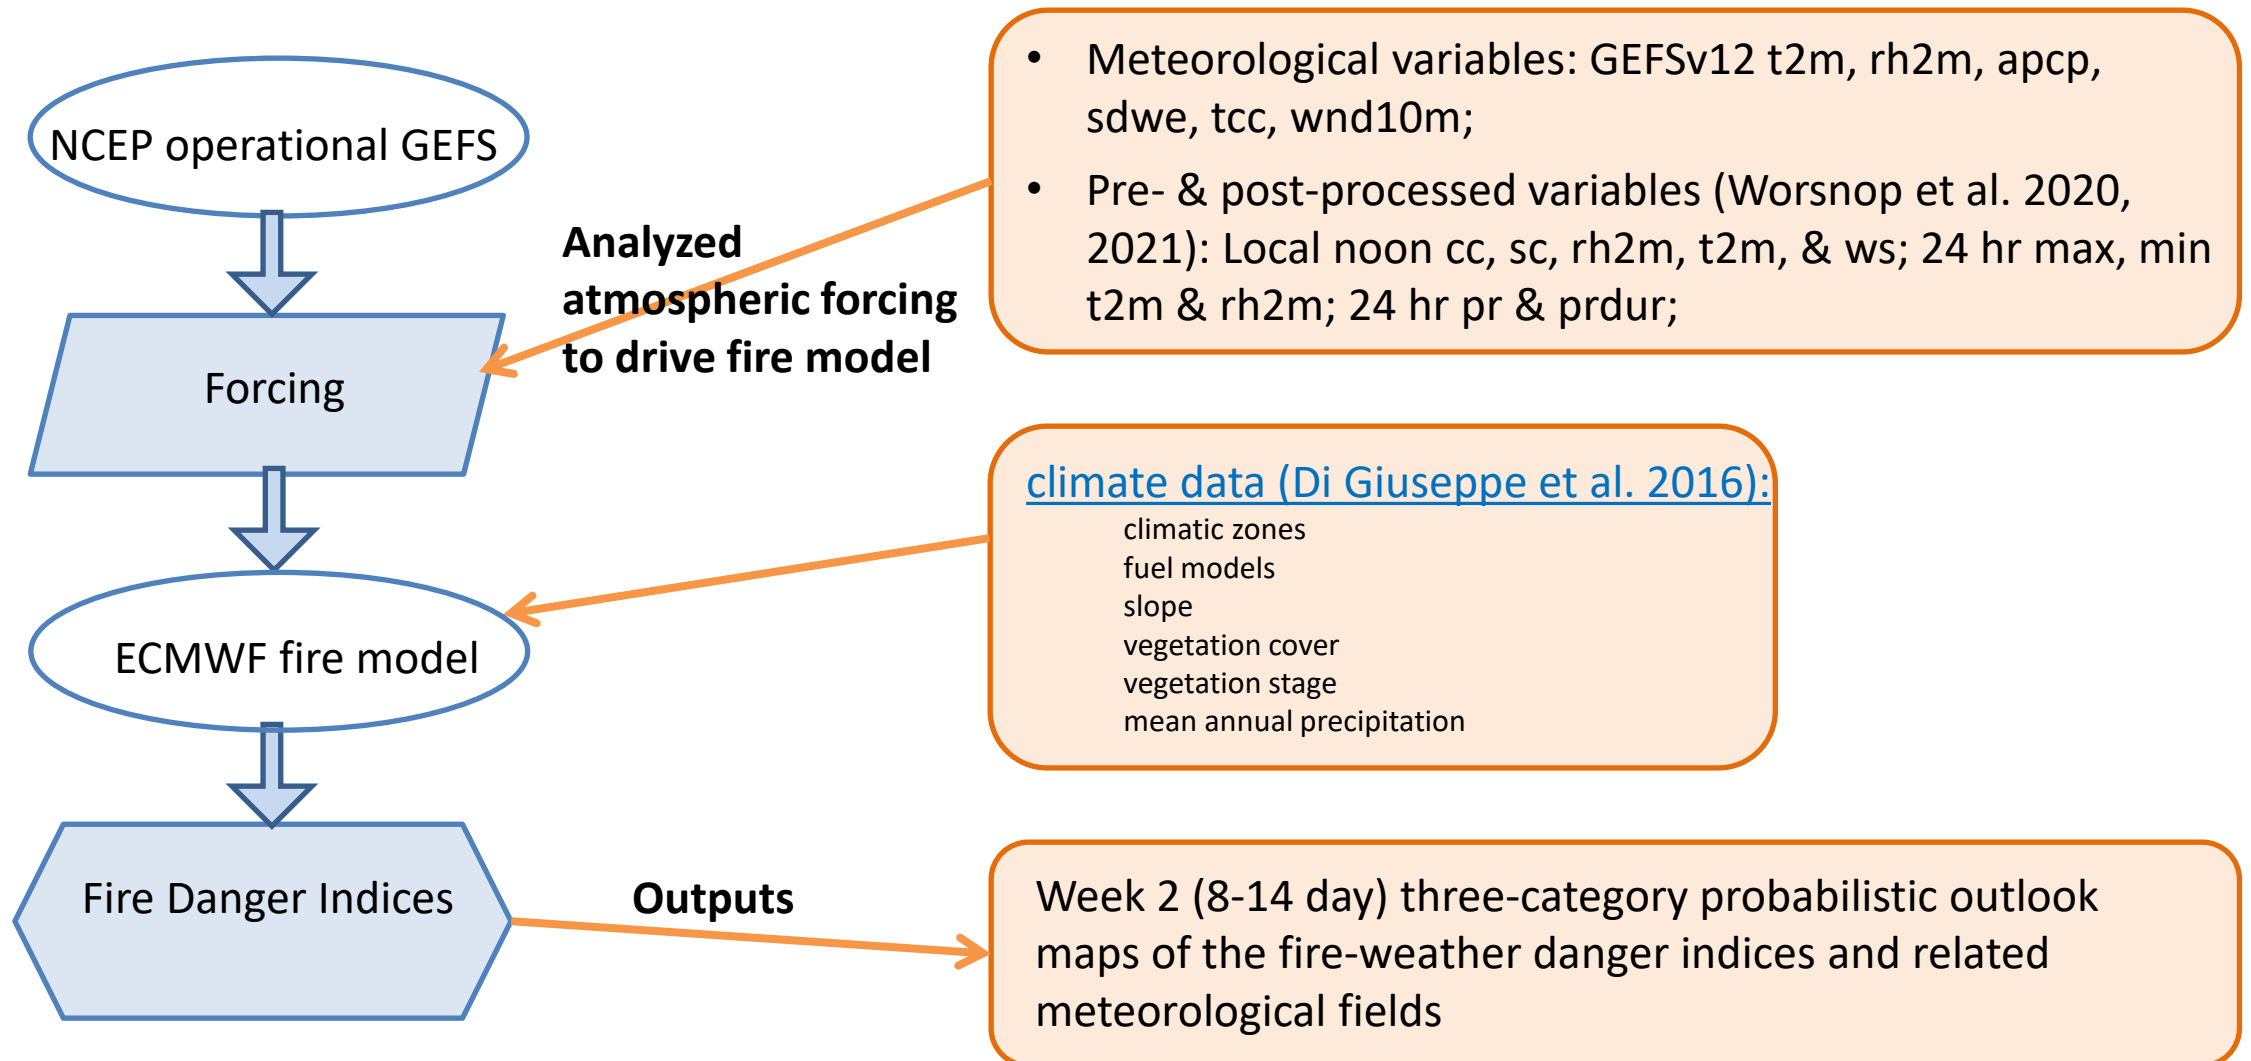 NCEP operational GEFS
• Meteorological variables: GEFSv12 t2m, rh2m, apcp,
sdwe, tcc, wnd10m;
• Pre- & post-processed variables (Worsnop et al. 2020,
2021): Local noon cc, sc, rh2m, t2m, & ws; 24 hr max, min
t2m & rh2m; 24 hr pr & prdur;
Analyzed
atmospheric forcing
to drive fire model
Forcing
climate data (Di Giuseppe et al. 2016):
climatic zones
fuel models
slope
vegetation cover
vegetation stage
mean annual precipitation
ECMWF fire model
Fire Danger Indices
Outputs
Week 2 (8-14 day) three-category probabilistic outlook
maps of the fire-weather danger indices and related
meteorological fields